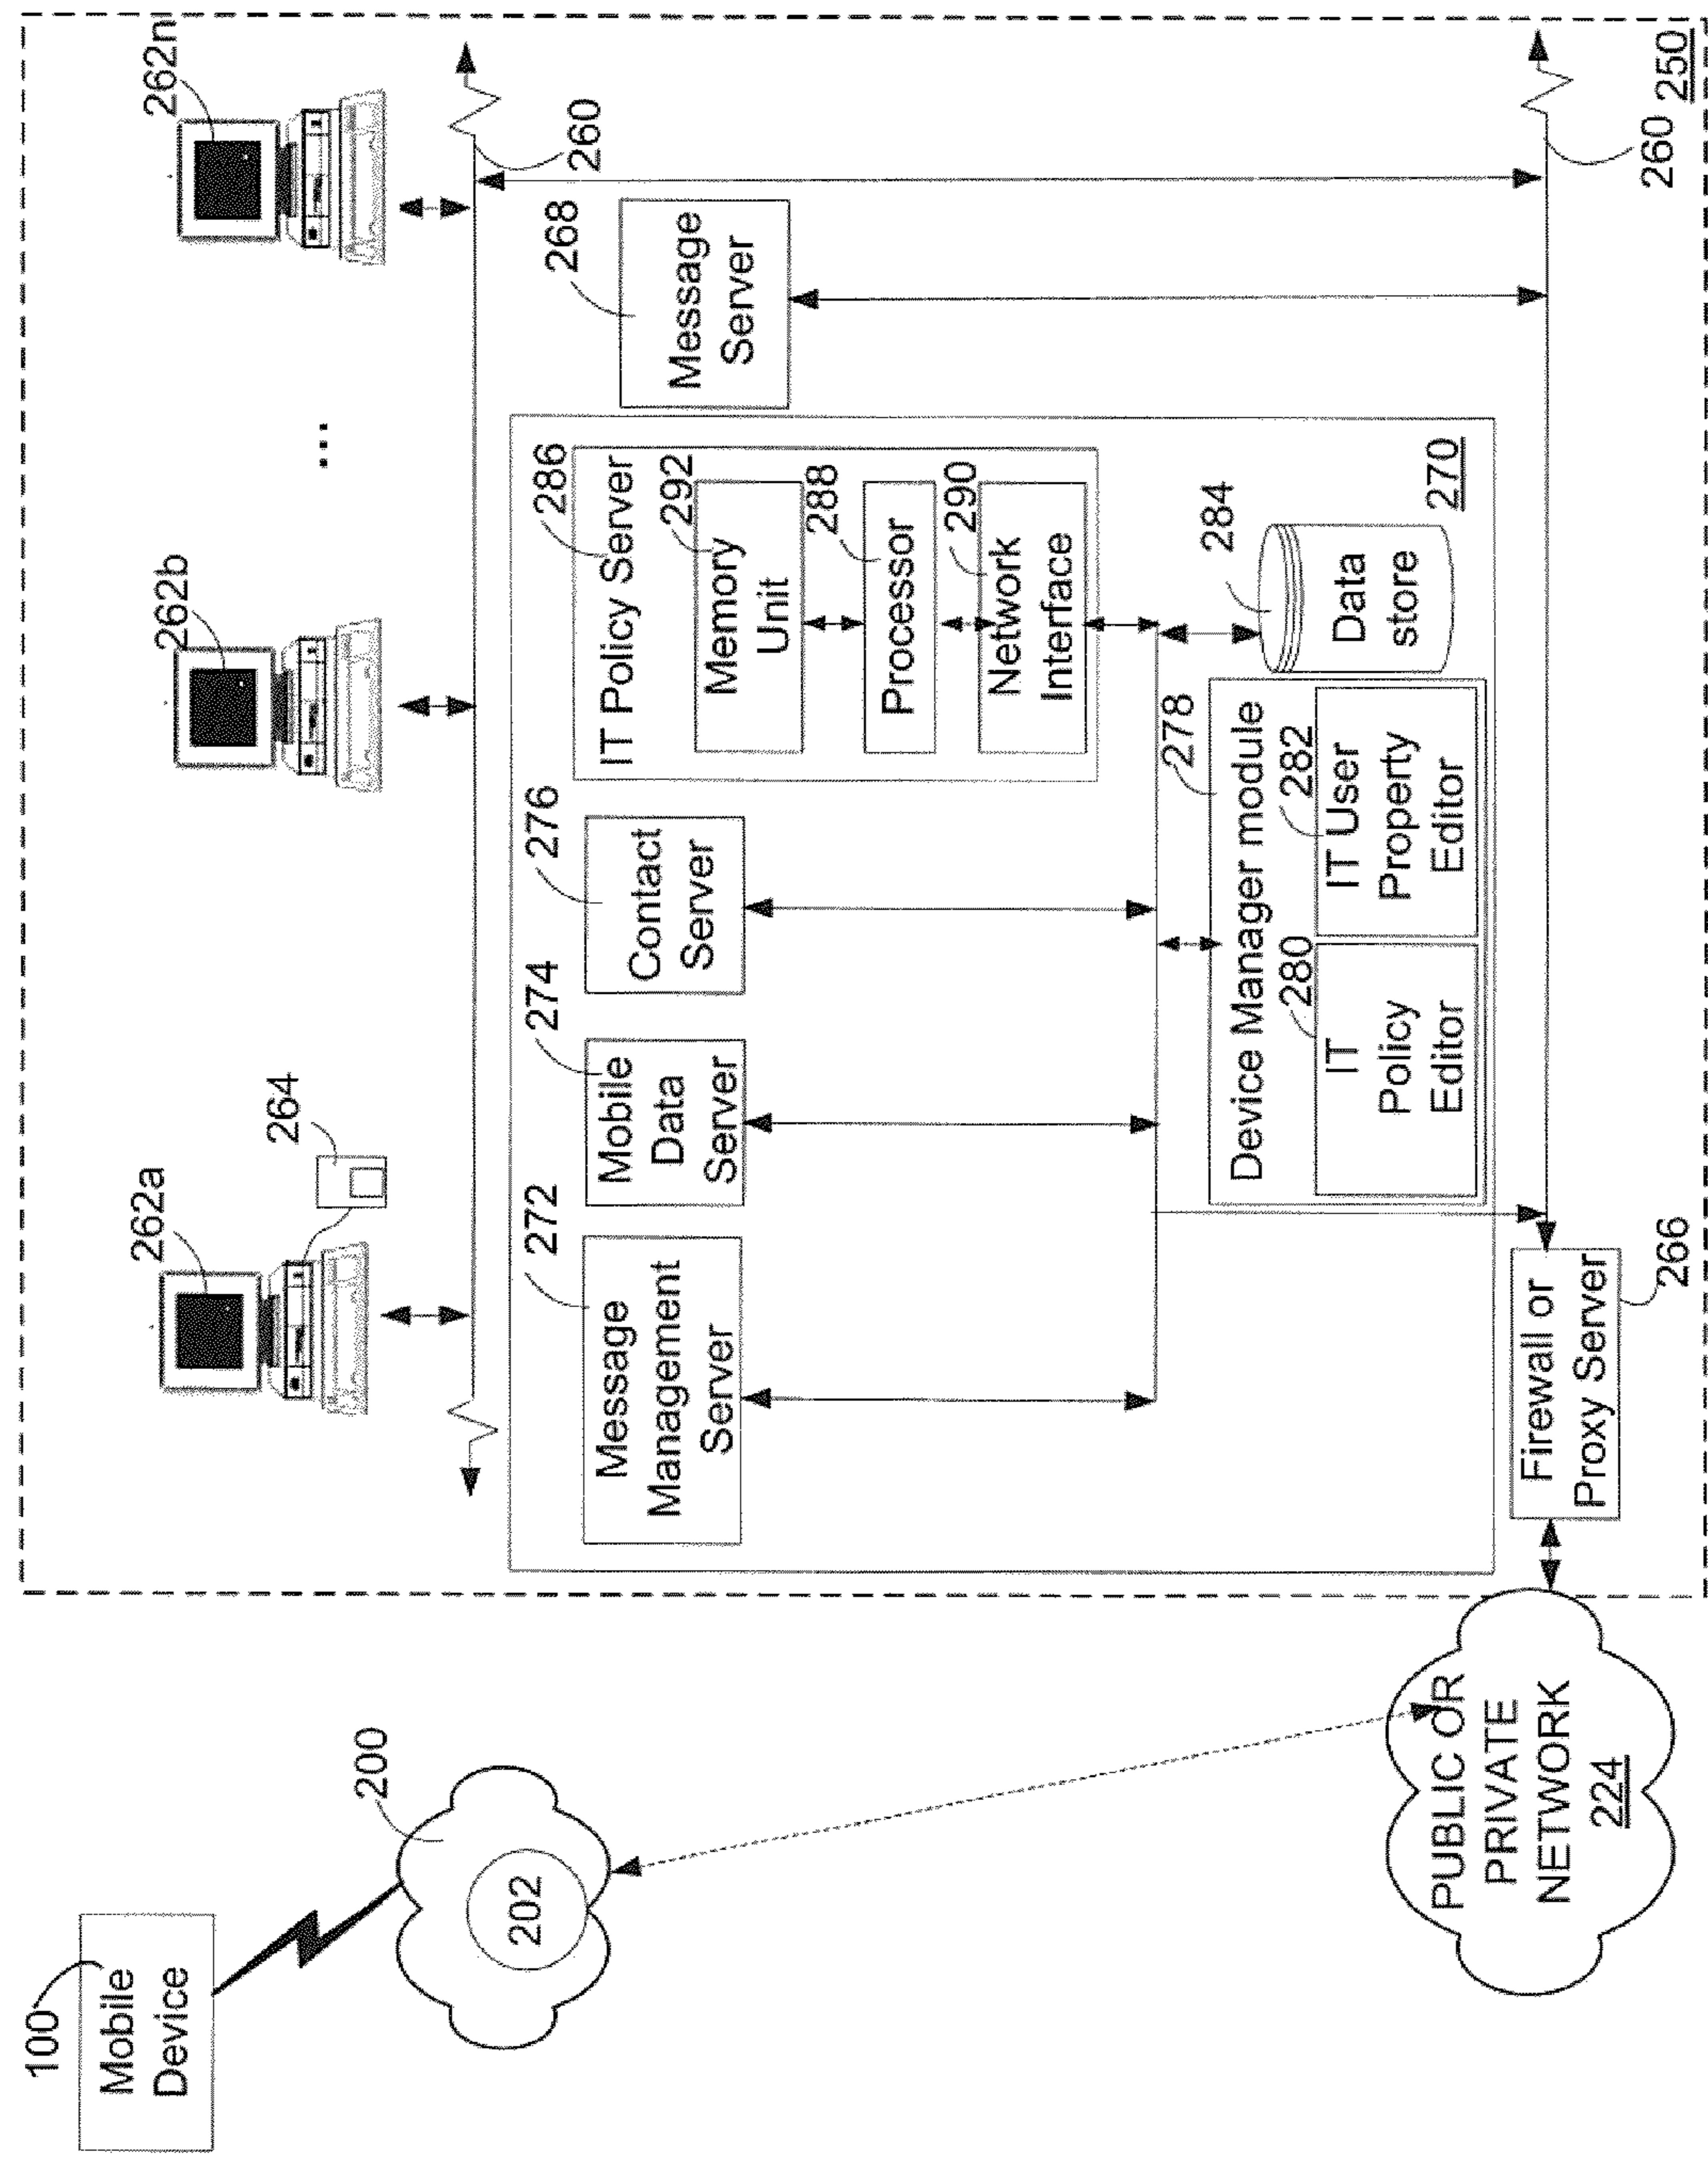 100
Mobile
Device
200
202
PUBLIC OR
PRIVATE
NETWORK
224
262a
264
262b
...
262n
260
272
Message
Management
Server
274
Mobile
Data
Server
276
Contact
Server
286
IT Policy Server
292
Memory
Unit
288
Processor
290
Network
Interface
268
Message
Server
278
Device Manager module
280
IT
Policy
Editor
282
IT User
Property
Editor
284
Data
store
270
Firewall or
Proxy Server
266
260
250